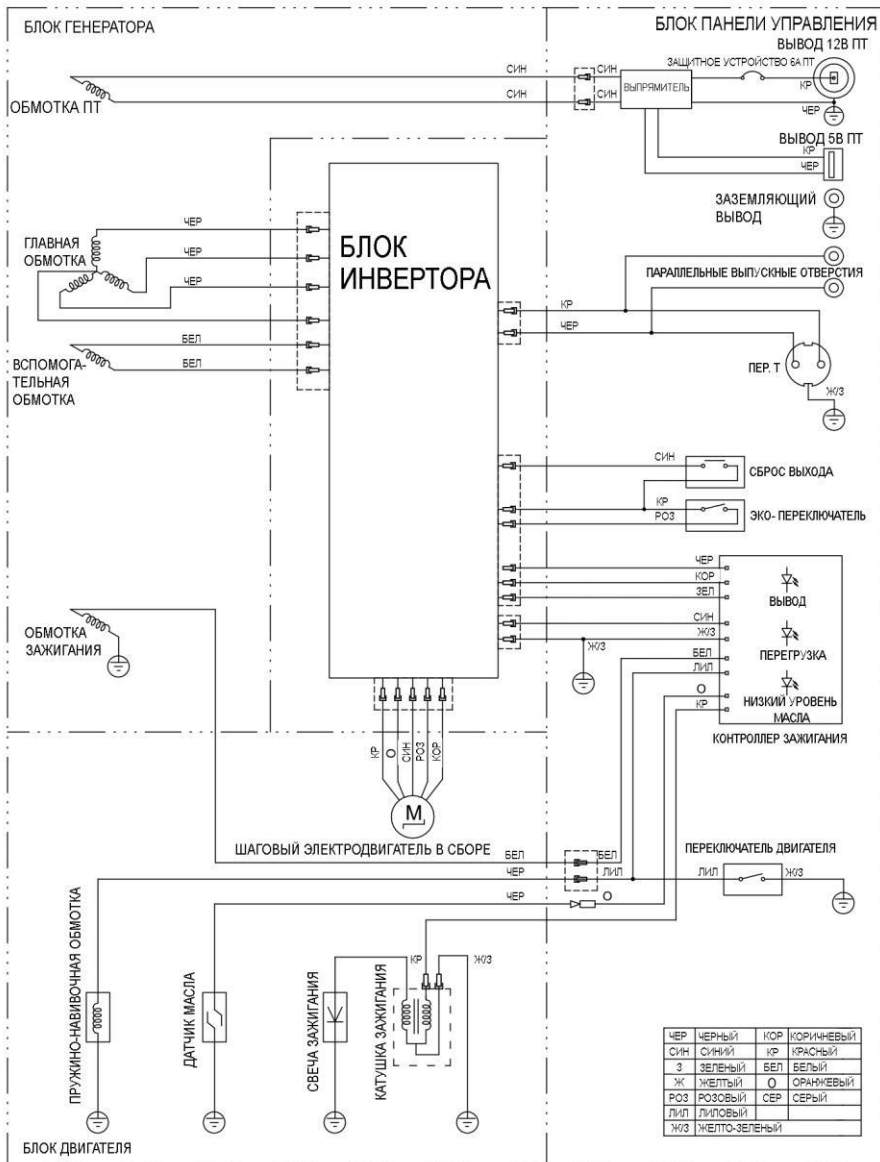 БЛОК ГЕНЕРАТОРА
БЛОК ПАНЕЛИ УПРАВЛЕНИЯ
ВЫВОД 12В ПТ
ЗАЩИТНОЕ УСТРОЙСТВО 6А ПТ
СИН
СИН
КР
ВЫПРЯМИТЕЛЬ
СИН
СИН
ЧЕР
ОБМОТКА ПТ
ВЫВОД 5В ПТ
КР
ЧЕР
ЗАЗЕМЛЯЮЩИЙ
ВЫВОД
ЧЕР
ГЛАВНАЯ
ОБМОТКА
ЧЕР
ЧЕР
БЛОК
ИНВЕРТОРА
ПАРАЛЛЕЛЬНЫЕ ВЫПУСКНЫЕ ОТВЕРСТИЯ
КР
ЧЕР
БЕЛ
БЕЛ
ВСПОМОГА-
ТЕЛЬНАЯ
ОБМОТКА
ПЕР. Т
Ж/З
СИН
СБРОС ВЫХОДА
КР
РОЗ
ЭКО- ПЕРЕКЛЮЧАТЕЛЬ
ЧЕР
КОР
ЗЕЛ
ВЫВОД
СИН
Ж/З
Ж/З
ПЕРЕГРУЗКА
БЕЛ
ЛИЛ
О
КР
НИЗКИЙ УРОВЕНЬ
МАСЛА
КОНТРОЛЛЕР ЗАЖИГАНИЯ
ОБМОТКА
ЗАЖИГАНИЯ
КР
О
СИН
РОЗ
КОР
М
ШАГОВЫЙ ЭЛЕКТРОДВИГАТЕЛЬ В СБОРЕ
БЕЛ
БЕЛ
ЧЕР
ЛИЛ
ПЕРЕКЛЮЧАТЕЛЬ ДВИГАТЕЛЯ
ЛИЛ
Ж/З
ЧЕР
О
ПРУЖИНО-НАВИВОЧНАЯ ОБМОТКА
ДАТЧИК МАСЛА
СВЕЧА ЗАЖИГАНИЯ
КАТУШКА ЗАЖИГАНИЯ
КР
Ж/З
БЛОК ДВИГАТЕЛЯ
ЧЕР ЧЕРНЫЙ КОР КОРИЧНЕВЫЙ
СИН СИНИЙ КР КРАСНЫЙ
З ЗЕЛЕНЫЙ БЕЛ БЕЛЫЙ
Ж ЖЕЛТЫЙ О ОРАНЖЕВЫЙ
РОЗ РОЗОВЫЙ СЕР СЕРЫЙ
ЛИЛ ЛИЛОВЫЙ
Ж/З ЖЕЛТО-ЗЕЛЕНЫЙ